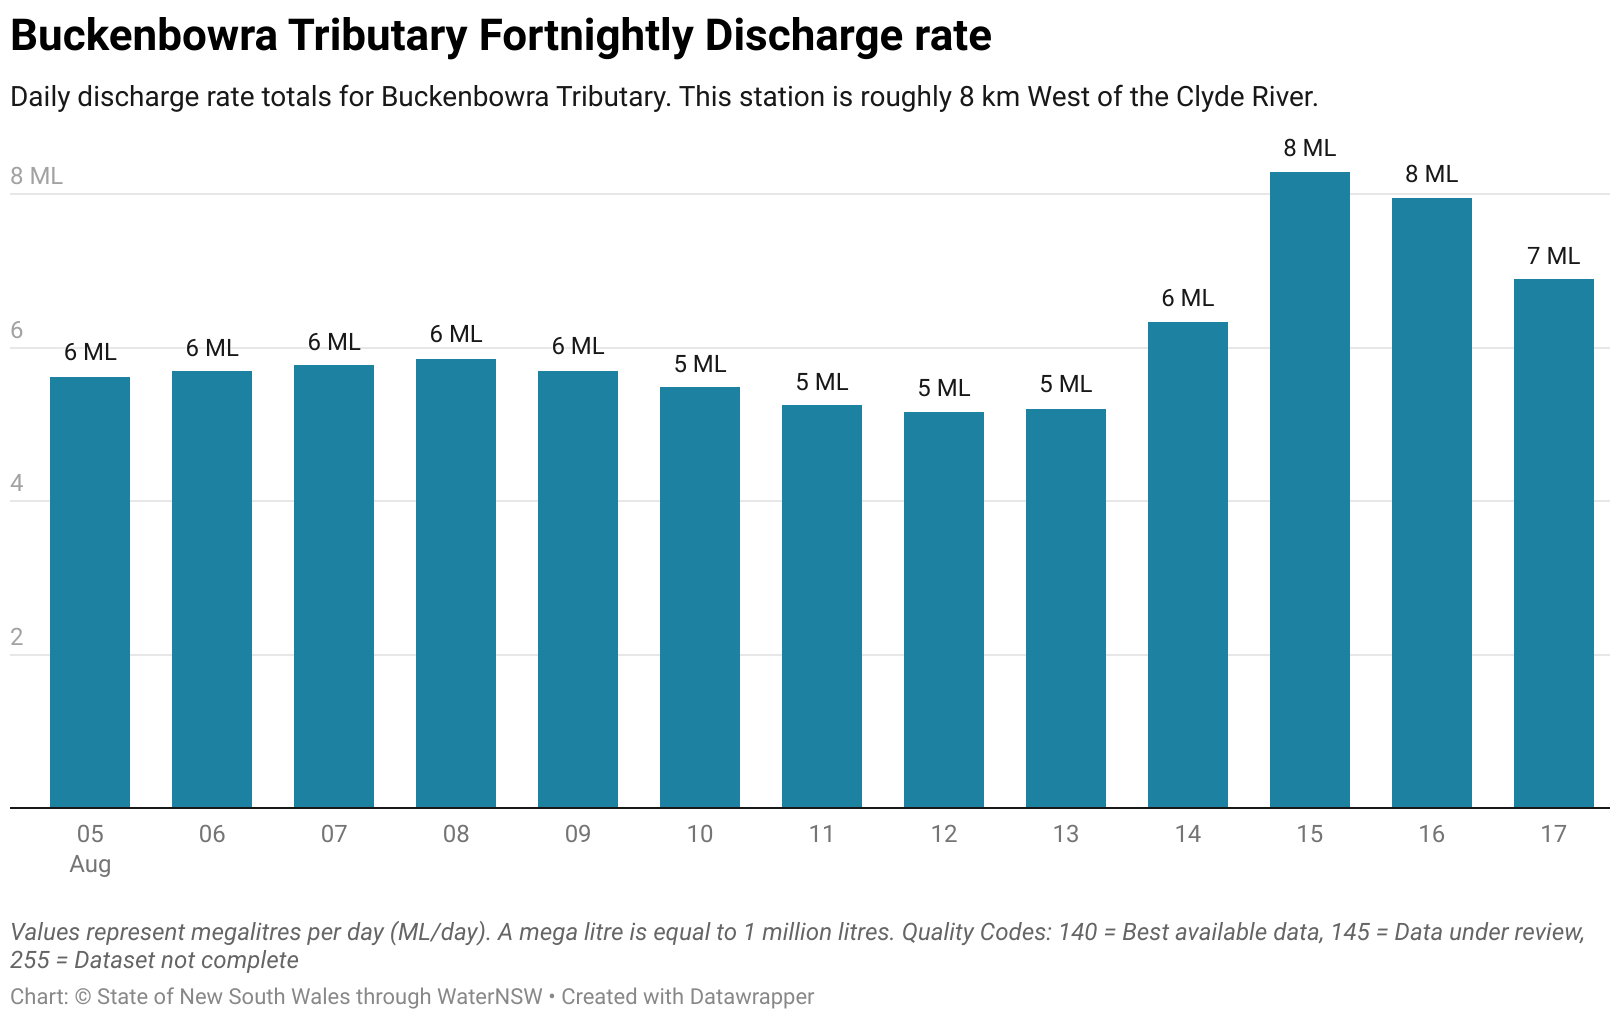 Buckenbowra Tributary Fortnightly Discharge rate
Daily discharge rate totals for Buckenbowra Tributary. This station is roughly 8 km West of the Clyde River.
8 ML
6
4
2
6 ML
6 ML
6 ML
6 ML
6 ML
5 ML
5 ML
5 ML
5 ML
6 ML
8 ML
8 ML
7 ML
05 06 07 08 09 10 11 12 13 14 15 16 17
Aug
Values represent megalitres per day (ML/day). A mega litre is equal to 1 million litres. Quality Codes: 140 = Best available data, 145 = Data under review,
255 = Dataset not complete
Chart: © State of New South Wales through WaterNSW • Created with Datawrapper